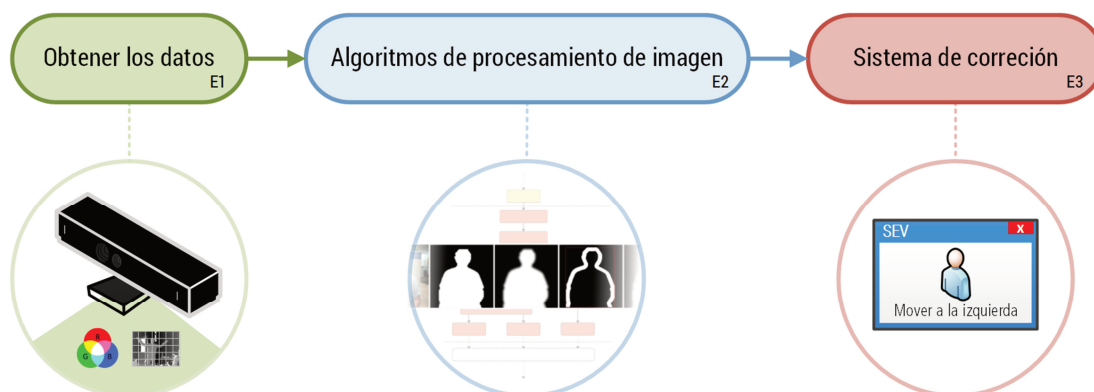 Obtener los datos
E1
Algoritmos de procesamiento de imagen
E2
Sistema de correción
E3
R
G
B
SEV
X
Mover a la izquierda